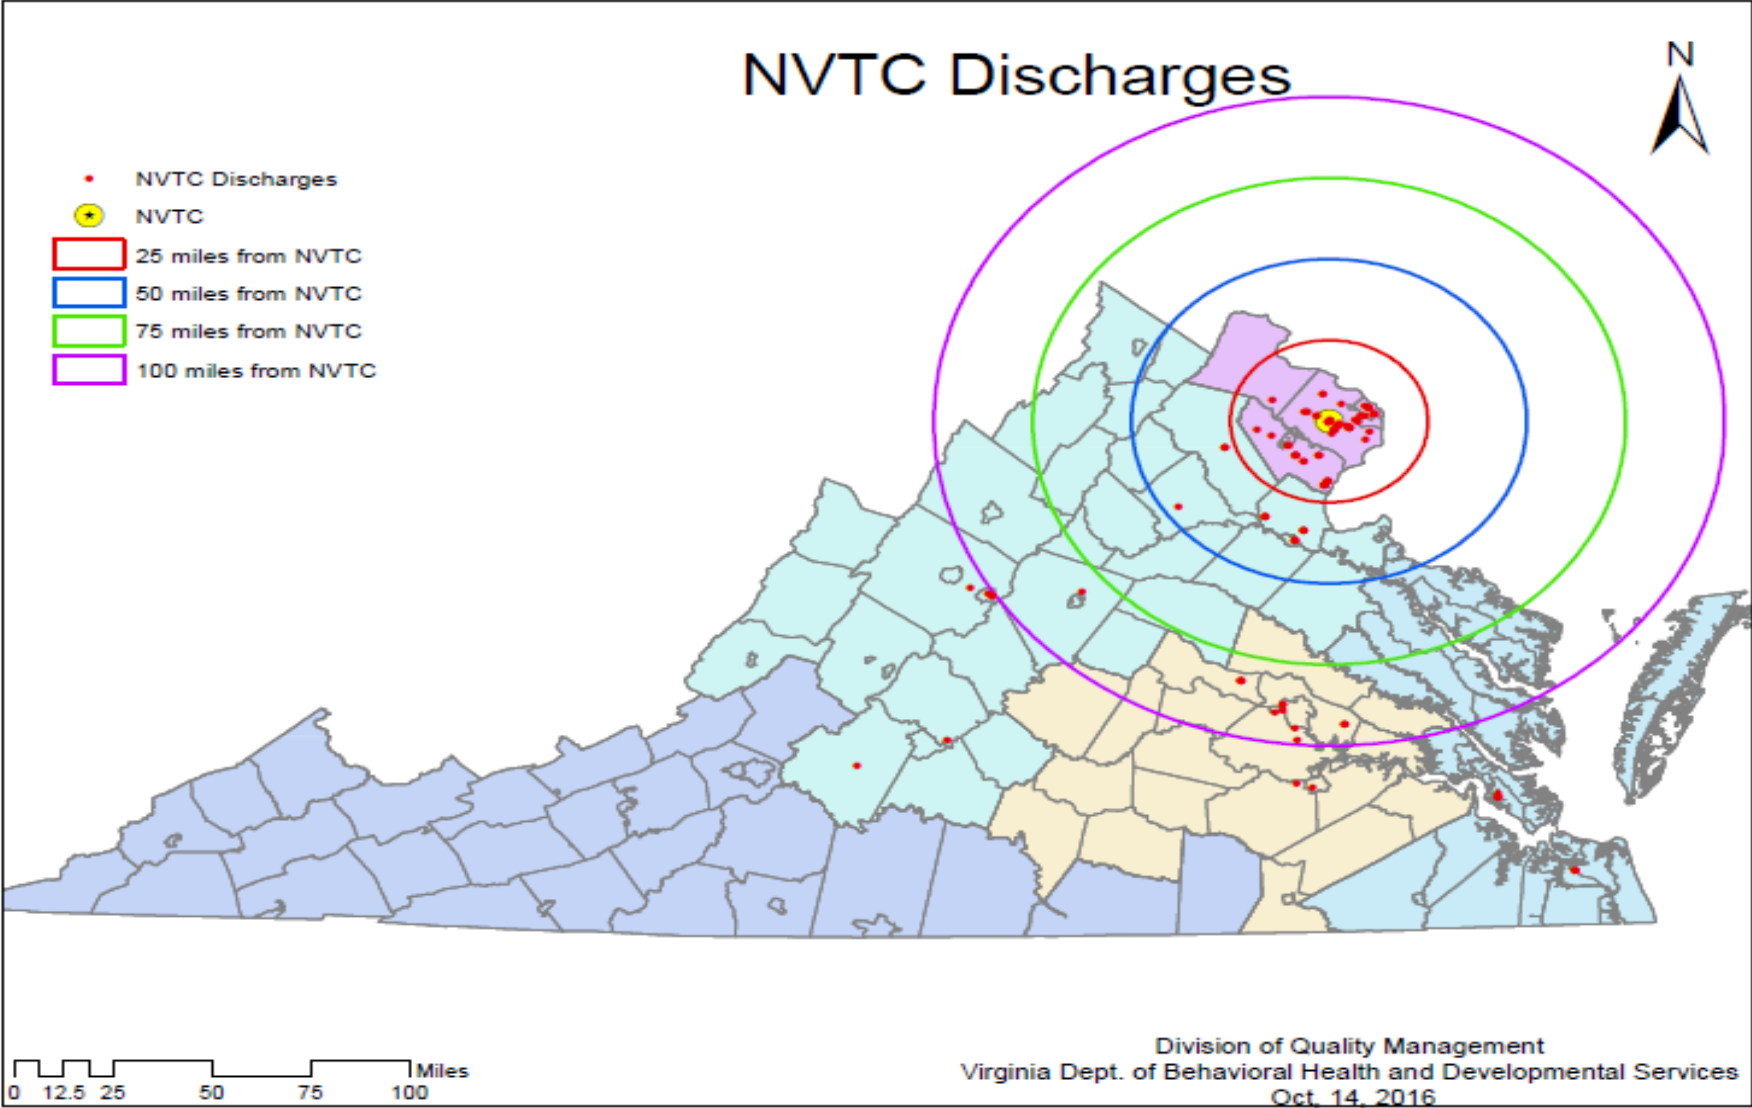 NVTC Discharges
N
NVTC Discharges
NVTC
25 miles from NVTC
50 miles from NVTC
75 miles from NVTC
100 miles from NVTC
Miles
0 12.5 25 50 75 100
Division of Quality Management
Virginia Dept. of Behavioral Health and Developmental Services
Oct, 14, 2016